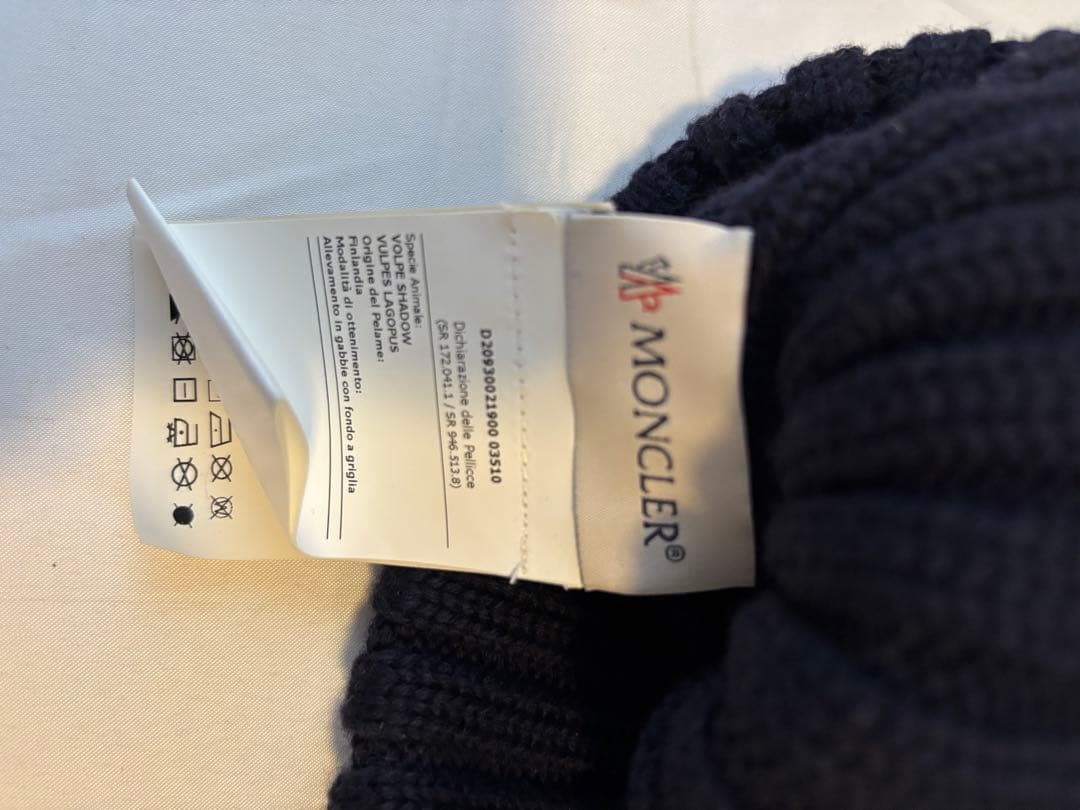 MONCLER®
D20930021900 03510
Dichiarazione delle Pellicce
(SR 172.041.1 / SR 946.513.8)
Specie Animale:
VOLPE SHADOW
VULPES LAGOPUS
Origine del Pelame:
Finlandia
Modalità di ottenimento:
Allevamento in gabbie con fondo a griglia